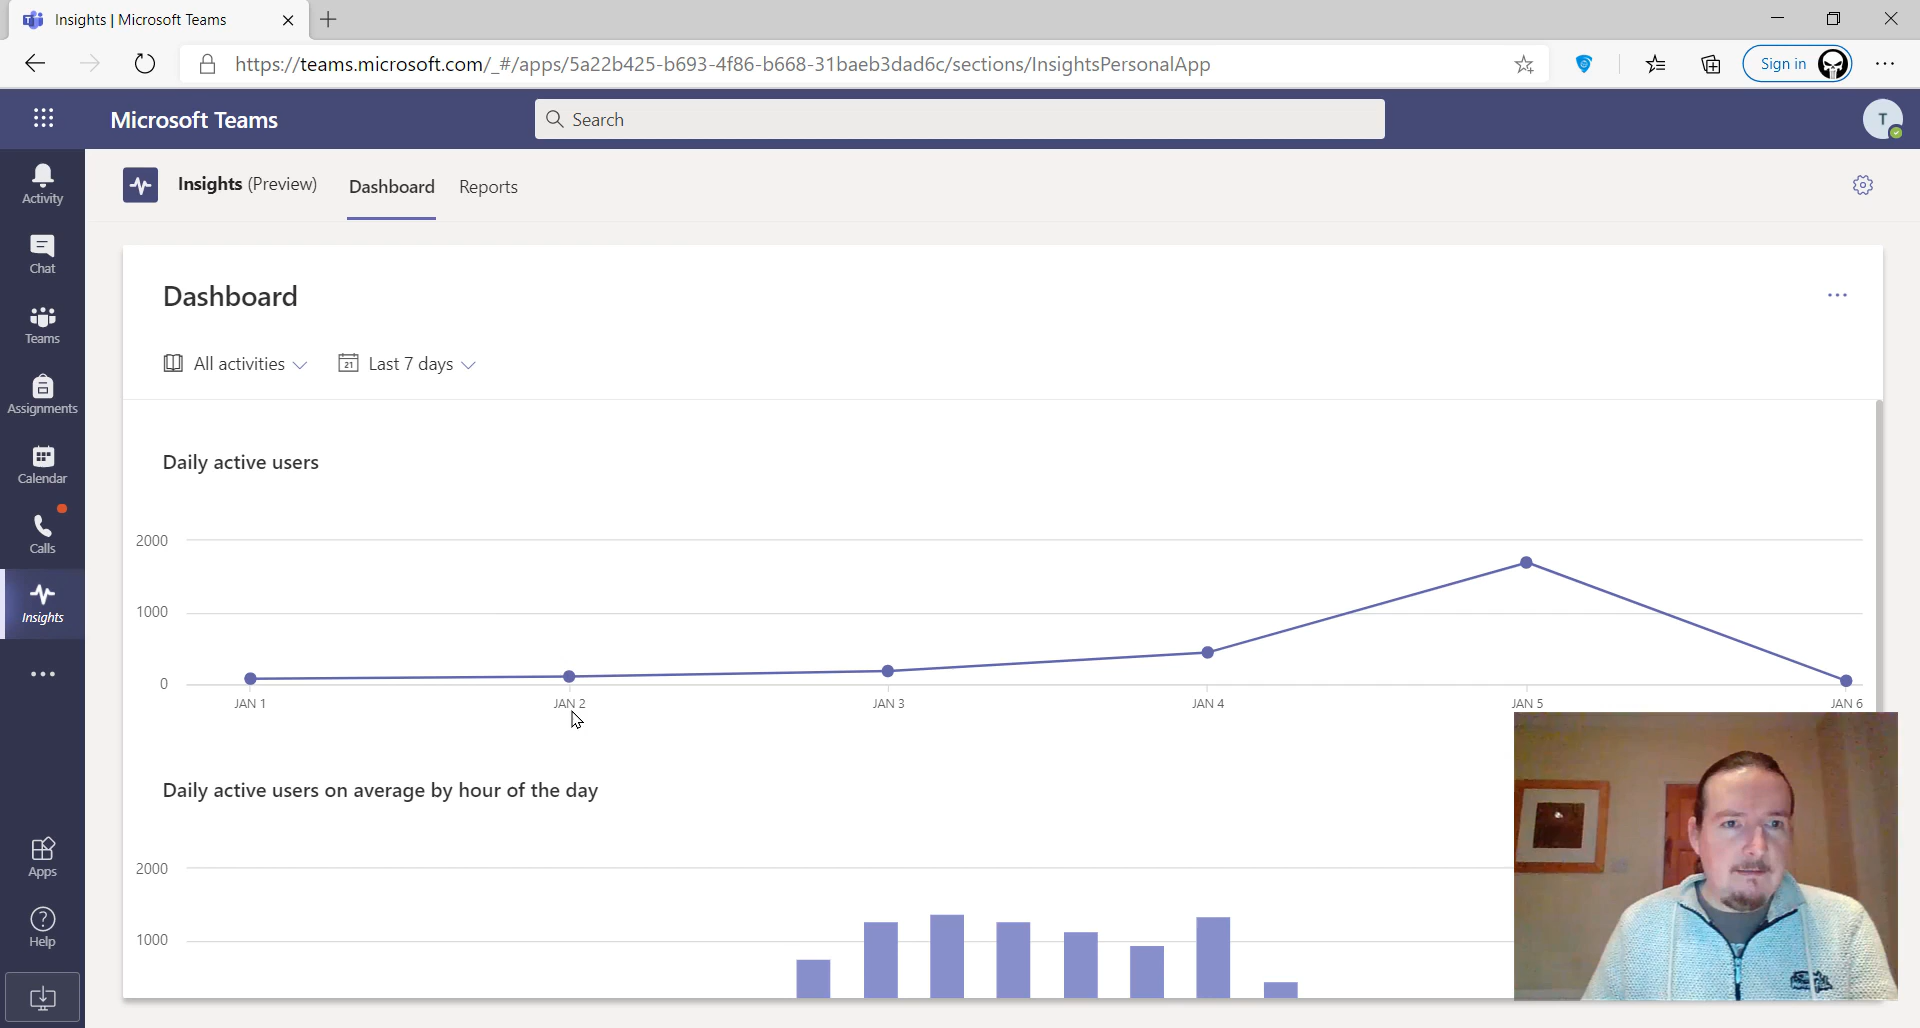 Insights | Microsoft Teams
https://teams.microsoft.com/_#/apps/5a22b425-b693-4f86-b668-31baeb3dad6c/sections/InsightsPersonalApp
Sign in
Microsoft Teams
Search
T
Activity
Chat
Teams
Assignments
Calendar
Calls
Insights
Apps
Help
Insights (Preview)
Dashboard
Reports
Dashboard
All activities
21
Last 7 days
Daily active users
2000
1000
0
JAN 1
JAN 2
JAN 3
JAN 4
JAN 5
JAN 6
Daily active users on average by hour of the day
2000
1000